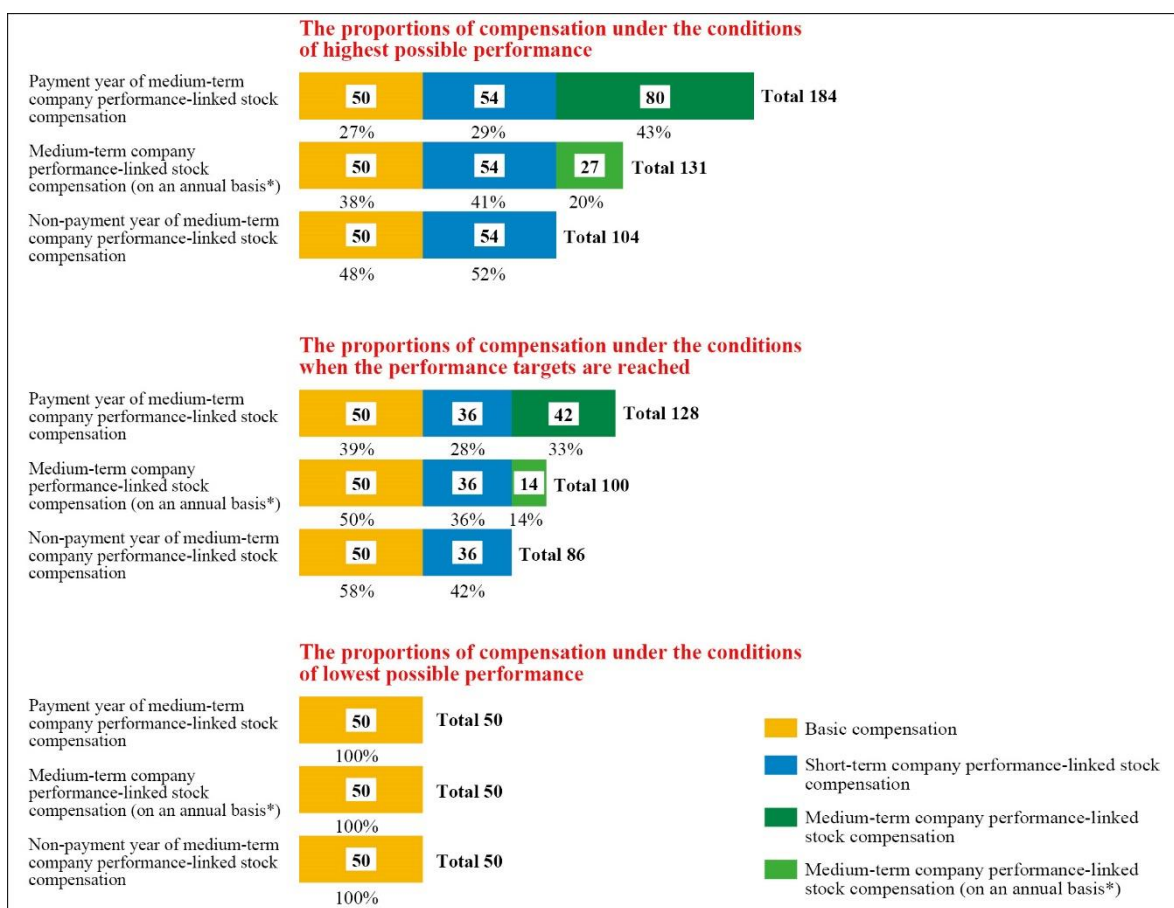 The proportions of compensation under the conditions
of highest possible performance
Payment year of medium-term
company performance-linked stock
compensation
50 54 80 Total 184
27% 29% 43%
Medium-term company
performance-linked stock
compensation (on an annual basis*)
50 54 27 Total 131
38% 41% 20%
Non-payment year of medium-term
company performance-linked stock
compensation
50 54 Total 104
48% 52%
The proportions of compensation under the conditions
when the performance targets are reached
Payment year of medium-term
company performance-linked stock
compensation
50 36 42 Total 128
39% 28% 33%
Medium-term company
performance-linked stock
compensation (on an annual basis*)
50 36 14 Total 100
50% 36% 14%
Non-payment year of medium-term
company performance-linked stock
compensation
50 36 Total 86
58% 42%
The proportions of compensation under the conditions
of lowest possible performance
Payment year of medium-term
company performance-linked stock
compensation
50 Total 50
100%
Medium-term company
performance-linked stock
compensation (on an annual basis*)
50 Total 50
100%
Non-payment year of medium-term
company performance-linked stock
compensation
50 Total 50
100%
Basic compensation
Short-term company performance-linked stock
compensation
Medium-term company performance-linked
stock compensation
Medium-term company performance-linked
stock compensation (on an annual basis*)